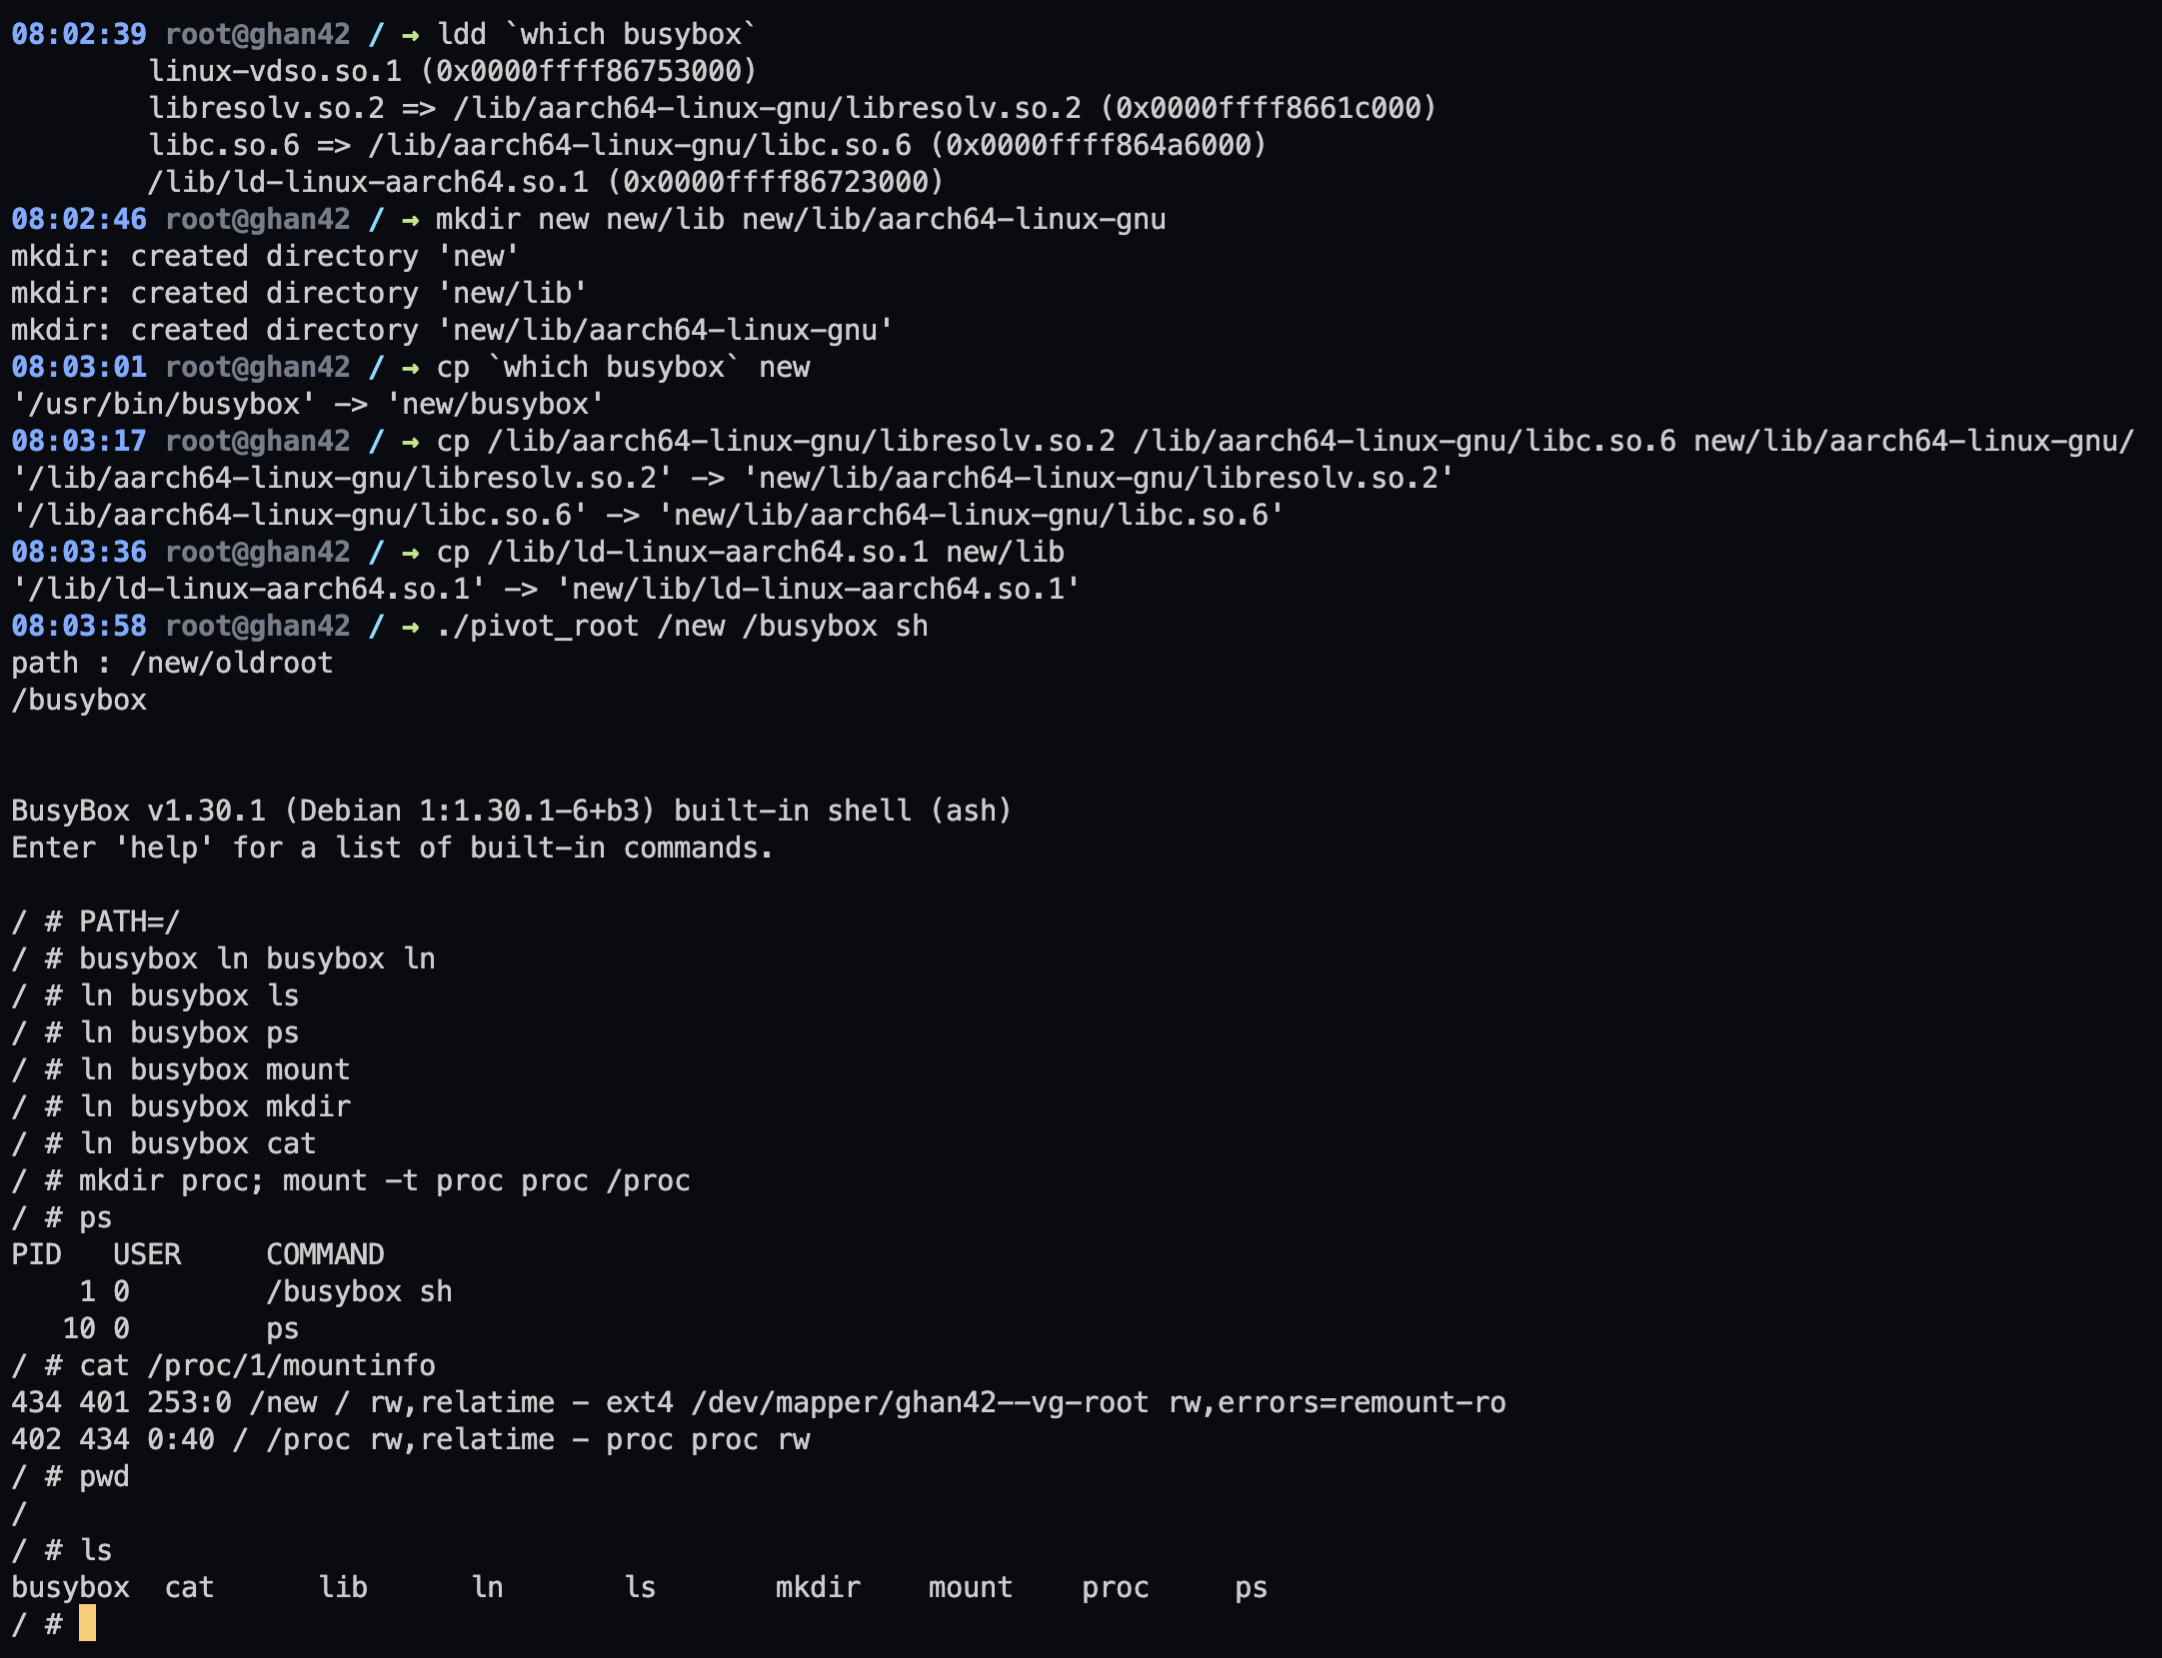 08:02:39 root@ghan42 / → ldd `which busybox`
        linux-vdso.so.1 (0x0000ffff86753000)
        libresolv.so.2 => /lib/aarch64-linux-gnu/libresolv.so.2 (0x0000ffff8661c000)
        libc.so.6 => /lib/aarch64-linux-gnu/libc.so.6 (0x0000ffff864a6000)
        /lib/ld-linux-aarch64.so.1 (0x0000ffff86723000)
08:02:46 root@ghan42 / → mkdir new new/lib new/lib/aarch64-linux-gnu
mkdir: created directory 'new'
mkdir: created directory 'new/lib'
mkdir: created directory 'new/lib/aarch64-linux-gnu'
08:03:01 root@ghan42 / → cp `which busybox` new
'/usr/bin/busybox' -> 'new/busybox'
08:03:17 root@ghan42 / → cp /lib/aarch64-linux-gnu/libresolv.so.2 /lib/aarch64-linux-gnu/libc.so.6 new/lib/aarch64-linux-gnu/
'/lib/aarch64-linux-gnu/libresolv.so.2' -> 'new/lib/aarch64-linux-gnu/libresolv.so.2'
'/lib/aarch64-linux-gnu/libc.so.6' -> 'new/lib/aarch64-linux-gnu/libc.so.6'
08:03:36 root@ghan42 / → cp /lib/ld-linux-aarch64.so.1 new/lib
'/lib/ld-linux-aarch64.so.1' -> 'new/lib/ld-linux-aarch64.so.1'
08:03:58 root@ghan42 / → ./pivot_root /new /busybox sh
path : /new/oldroot
/busybox


BusyBox v1.30.1 (Debian 1:1.30.1-6+b3) built-in shell (ash)
Enter 'help' for a list of built-in commands.

/ # PATH=/
/ # busybox ln busybox ln
/ # ln busybox ls
/ # ln busybox ps
/ # ln busybox mount
/ # ln busybox mkdir
/ # ln busybox cat
/ # mkdir proc; mount -t proc proc /proc
/ # ps
PID   USER     COMMAND
    1 0        /busybox sh
   10 0        ps
/ # cat /proc/1/mountinfo
434 401 253:0 /new / rw,relatime - ext4 /dev/mapper/ghan42--vg-root rw,errors=remount-ro
402 434 0:40 / /proc rw,relatime - proc proc rw
/ # pwd
/
/ # ls
busybox  cat      lib      ln       ls       mkdir    mount    proc     ps
/ #